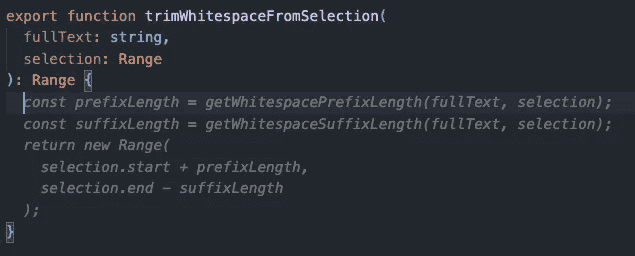 export function trimWhitespaceFromSelection(
fullText: string,
selection: Range
): Range {
const prefixLength = getWhitespacePrefixLength(fullText, selection);
const suffixLength = getWhitespaceSuffixLength(fullText, selection);
return new Range(
selection.start + prefixLength,
selection.end - suffixLength
);
}